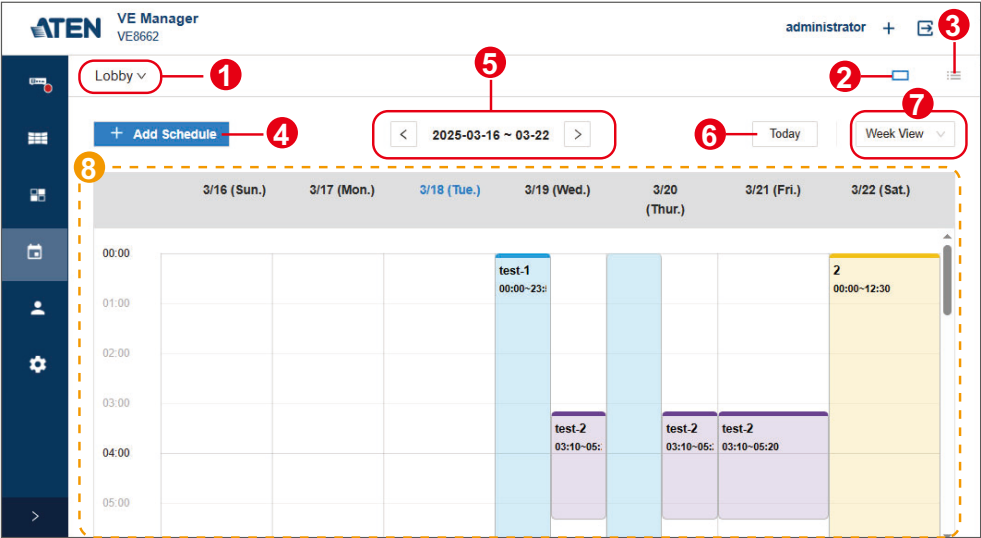 ATEN
VE Manager
VE8662
administrator
3
Lobby
1
5
2
7
+ Add Schedule
4
< 2025-03-16 ~ 03-22 >
6
Today
Week View
8
3/16 (Sun.) 3/17 (Mon.) 3/18 (Tue.) 3/19 (Wed.) 3/20 (Thur.) 3/21 (Fri.) 3/22 (Sat.)
00:00
test-1
00:00~23:
2
00:00~12:30
01:00
02:00
03:00
test-2
03:10~05:
test-2
03:10~05:
test-2
03:10~05:20
04:00
05:00